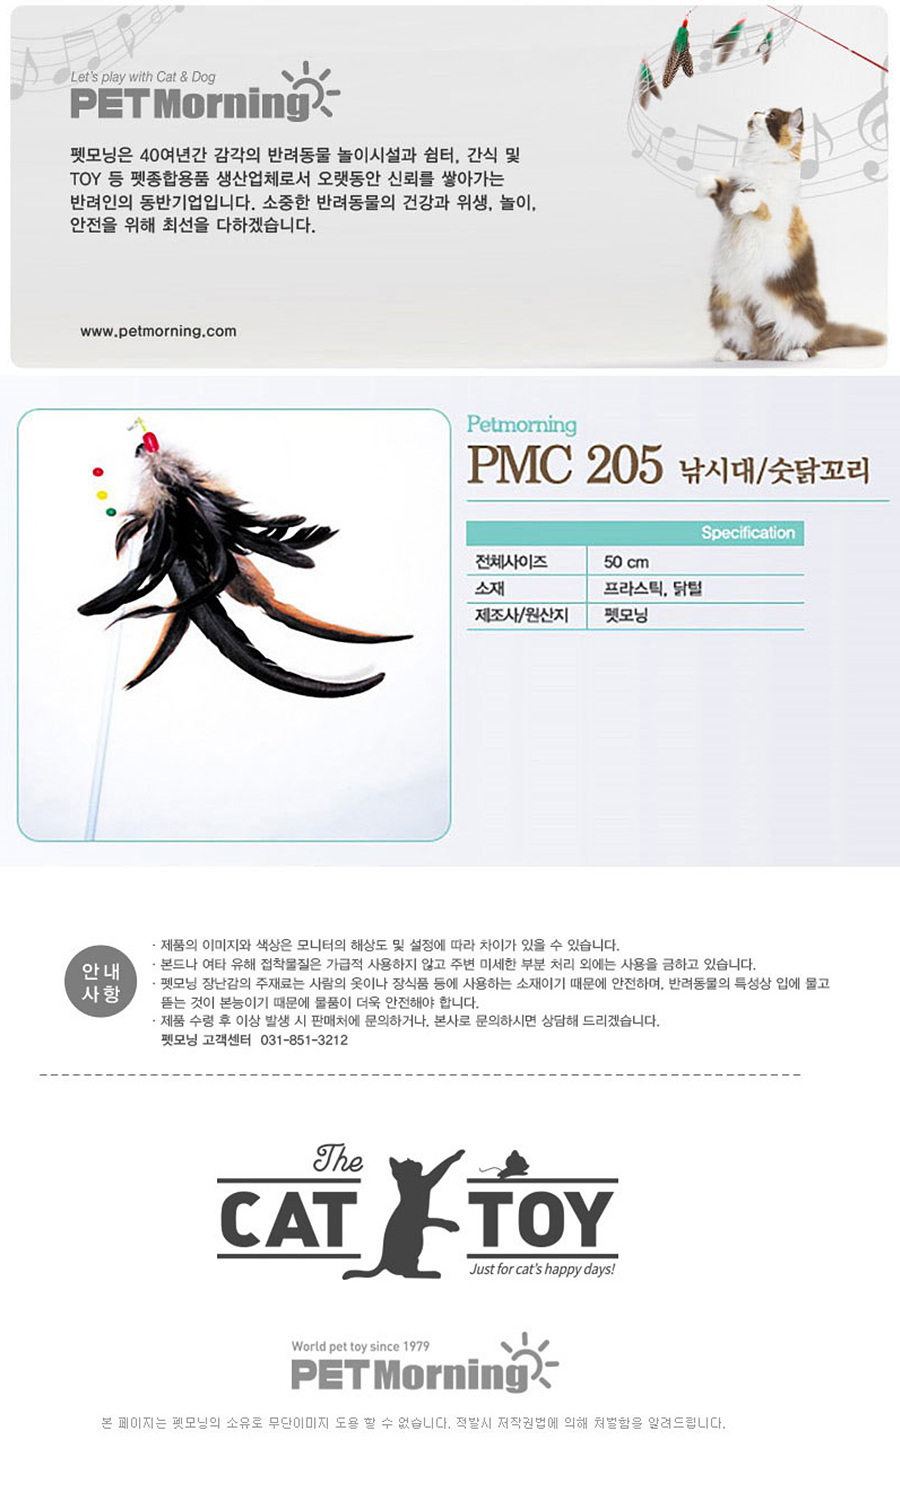 Let's play with Cat & Dog
PETMorning
펫모닝은 40여년간 감각의 반려동물 놀이시설과 쉼터, 간식 및
TOY 등 펫종합용품 생산업체로서 오랫동안 신뢰를 쌓아가는
반려인의 동반기업입니다. 소중한 반려동물의 건강과 위생, 놀이,
안전을 위해 최선을 다하겠습니다.
www.petmorning.com
Petmorning
PMC 205 낚시대/숫닭꼬리
Specification
전체사이즈 50 cm
소재 프라스틱, 닭털
제조사/원산지 펫모닝
안내
사항
· 제품의 이미지와 색상은 모니터의 해상도 및 설정에 따라 차이가 있을 수 있습니다.
· 본드나 여타 유해 접착물질은 가급적 사용하지 않고 주변 미세한 부분 처리 외에는 사용을 금하고 있습니다.
· 펫모닝 장난감의 주재료는 사람의 옷이나 장식품 등에 사용하는 소재이기 때문에 안전하며, 반려동물의 특성상 입에 물고
뜯는 것이 본능이기 때문에 물품이 더욱 안전해야 합니다.
· 제품 수령 후 이상 발생 시 판매처에 문의하거나, 본사로 문의하시면 상담해 드리겠습니다.
펫모닝 고객센터 031-851-3212
The
CAT TOY
Just for cat's happy days!
World pet toy since 1979
PETMorning
본 페이지는 펫모닝의 소유로 무단이미지 도용 할 수 없습니다. 적발시 저작권법에 의해 처벌함을 알려드립니다.